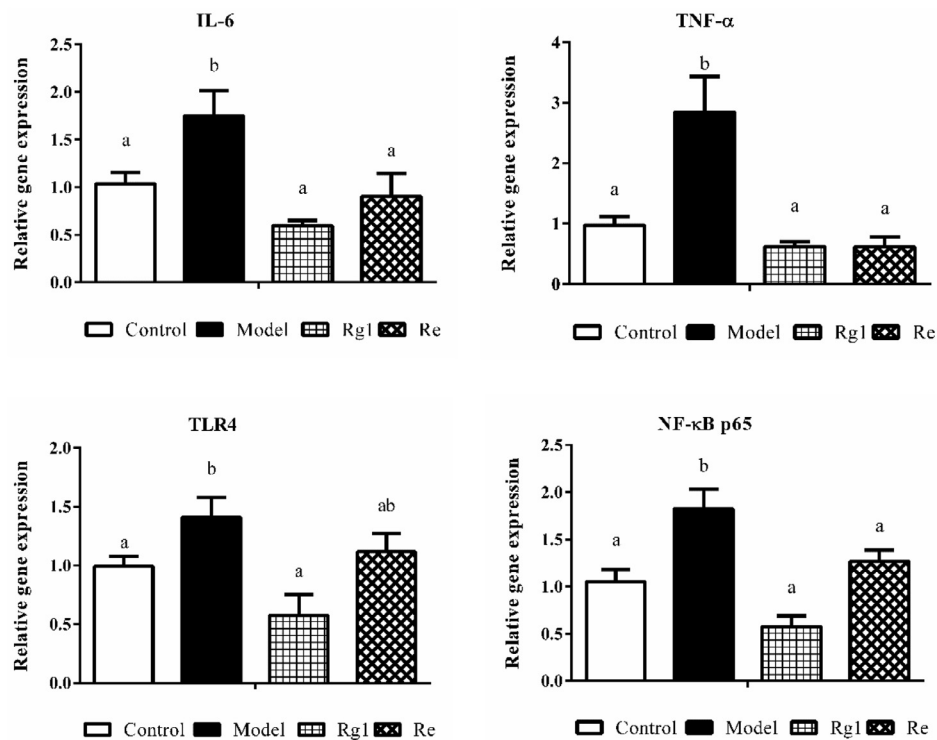 IL-6
Relative gene expression
2.5
2.0
1.5
1.0
0.5
0.0
a
b
a
a
Control Model Rg1 Re
TNF-α
Relative gene expression
4
3
2
1
0
a
b
a
a
Control Model Rg1 Re
TLR4
Relative gene expression
2.0
1.5
1.0
0.5
0.0
a
b
a
ab
Control Model Rg1 Re
NF-κB p65
Relative gene expression
2.5
2.0
1.5
1.0
0.5
0.0
a
b
a
a
Control Model Rg1 Re